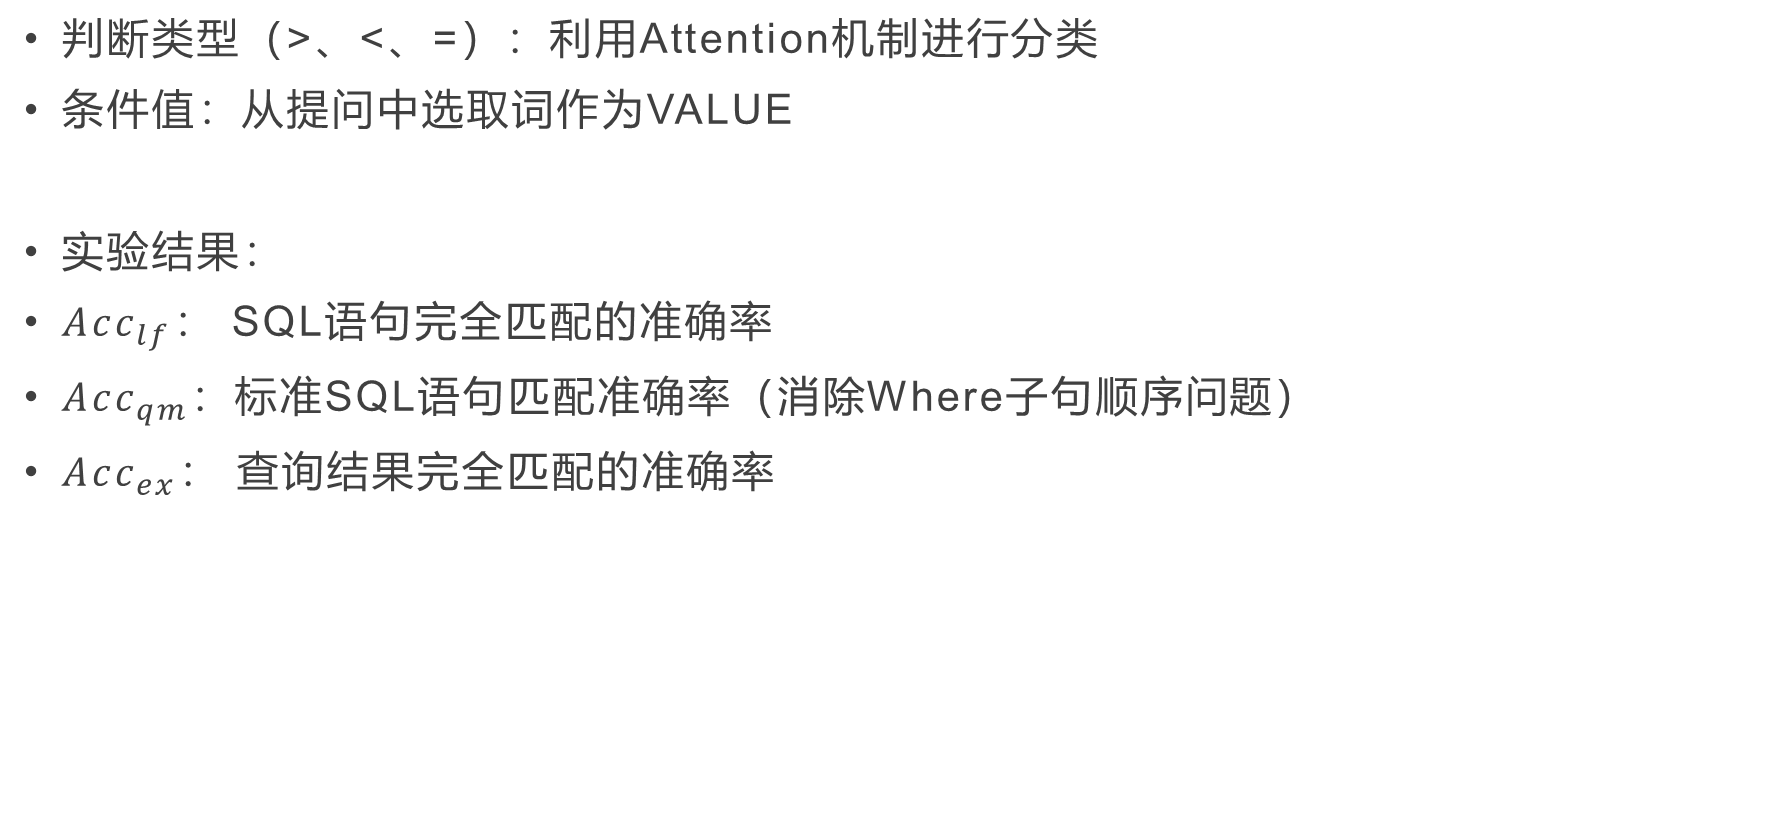 • 判断类型（>、<、=）：利用Attention机制进行分类
• 条件值：从提问中选取词作为VALUE
• 实验结果：
• Acc_lf： SQL语句完全匹配的准确率
• Acc_qm：标准SQL语句匹配准确率（消除Where子句顺序问题）
• Acc_ex： 查询结果完全匹配的准确率